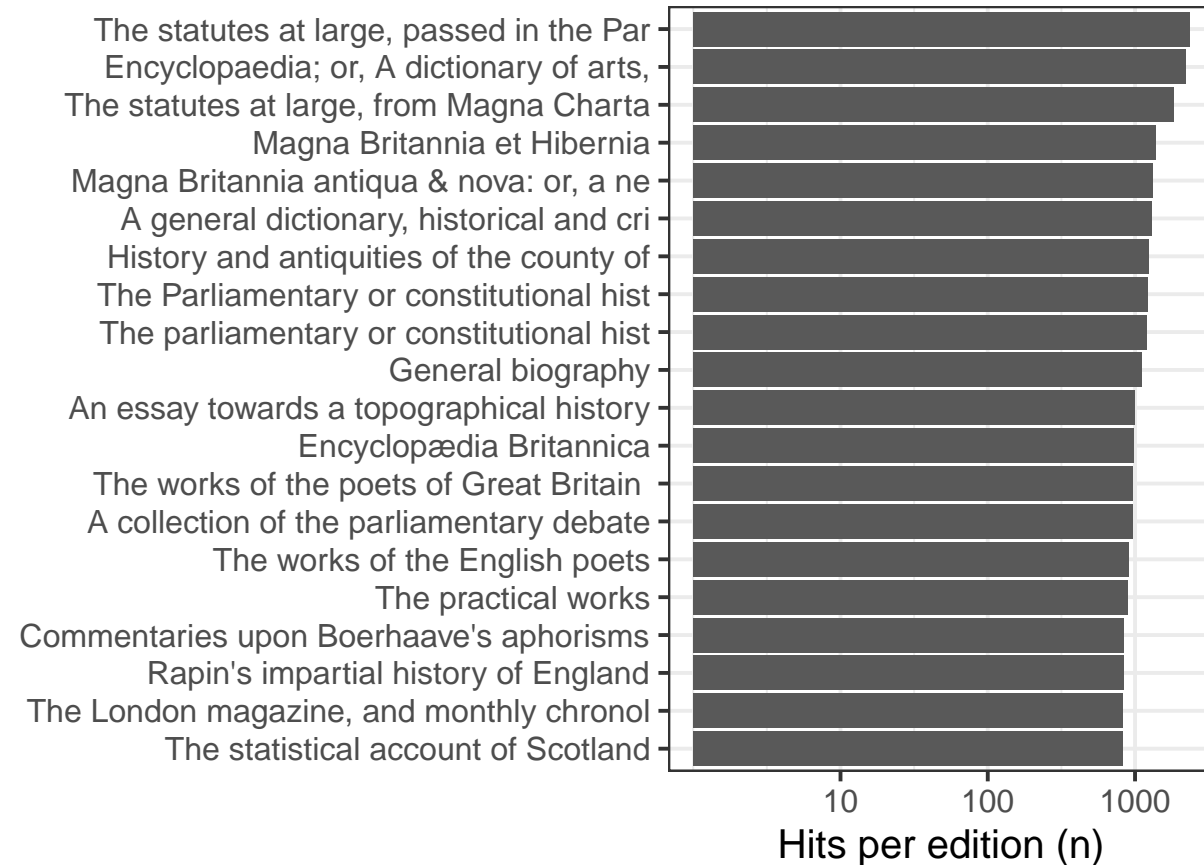 The statutes at large, passed in the Par
Encyclopaedia; or, A dictionary of arts,
The statutes at large, from Magna Charta
Magna Britannia et Hibernia
Magna Britannia antiqua & nova: or, a ne
A general dictionary, historical and cri
History and antiquities of the county of
The Parliamentary or constitutional hist
The parliamentary or constitutional hist
General biography
An essay towards a topographical history
Encyclopædia Britannica
The works of the poets of Great Britain
A collection of the parliamentary debate
The works of the English poets
The practical works
Commentaries upon Boerhaave's aphorisms
Rapin's impartial history of England
The London magazine, and monthly chronol
The statistical account of Scotland
10 100 1000
Hits per edition (n)